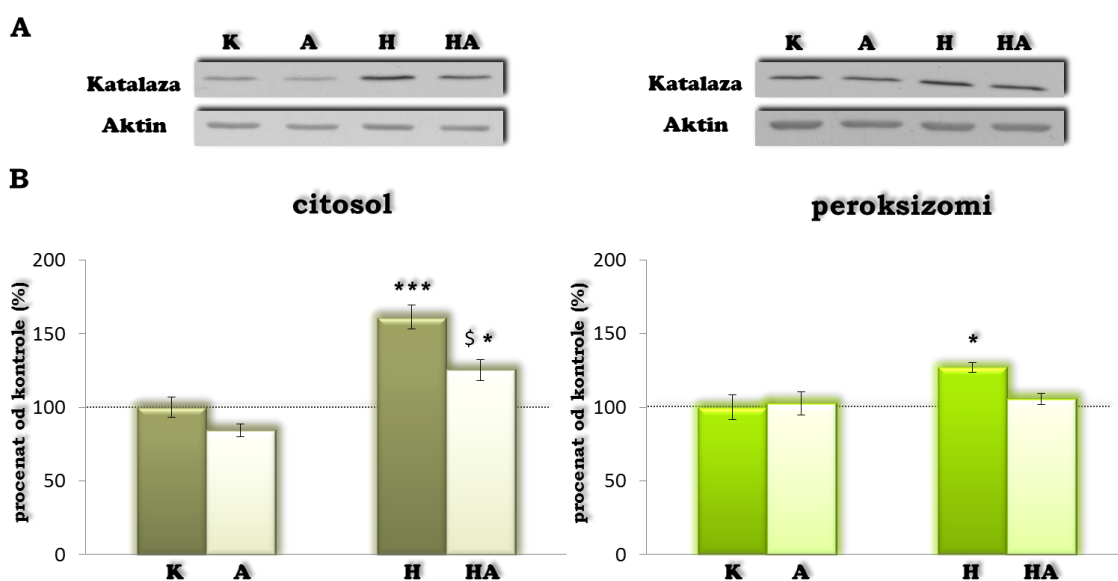 A
K A H HA
Katalaza
Aktin
K A H HA
Katalaza
Aktin
B
citosol
procenat od kontrole (%)
200
150
100
50
0
***
$ *
K A H HA
peroksizomi
procenat od kontrole (%)
200
150
100
50
0
*
K A H HA